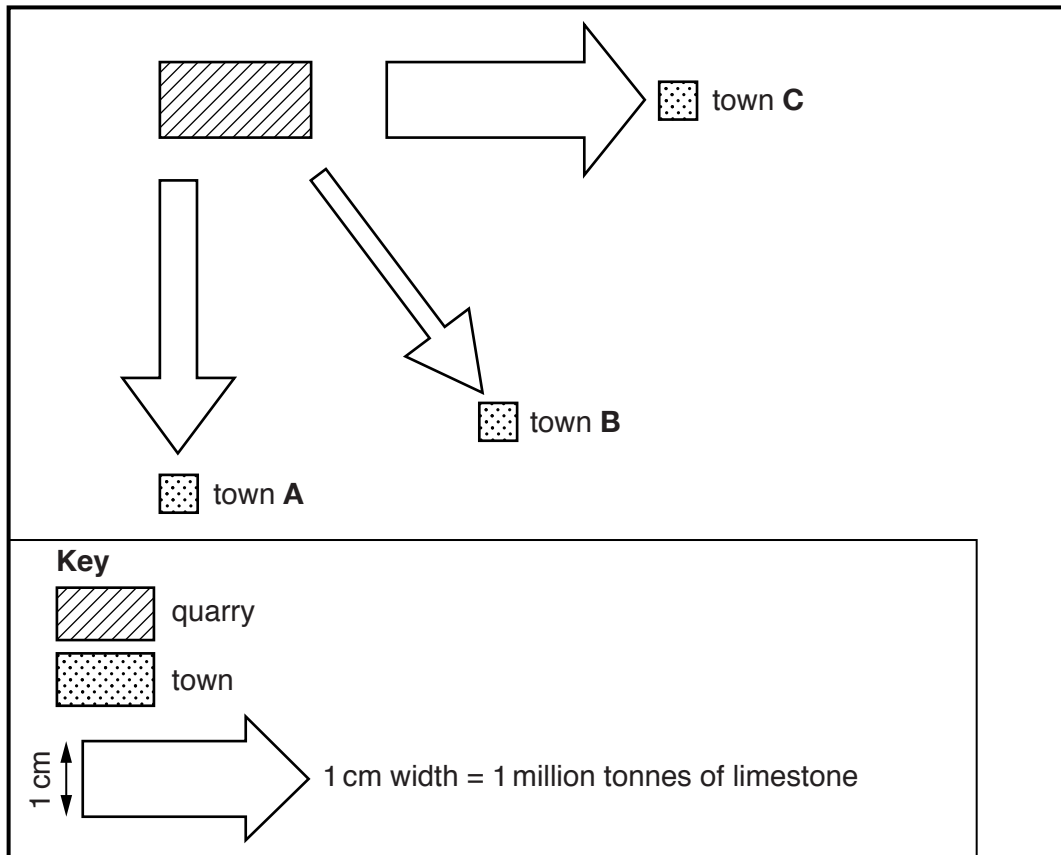 town C
town B
town A
Key
quarry
town
1 cm
1 cm width = 1 million tonnes of limestone